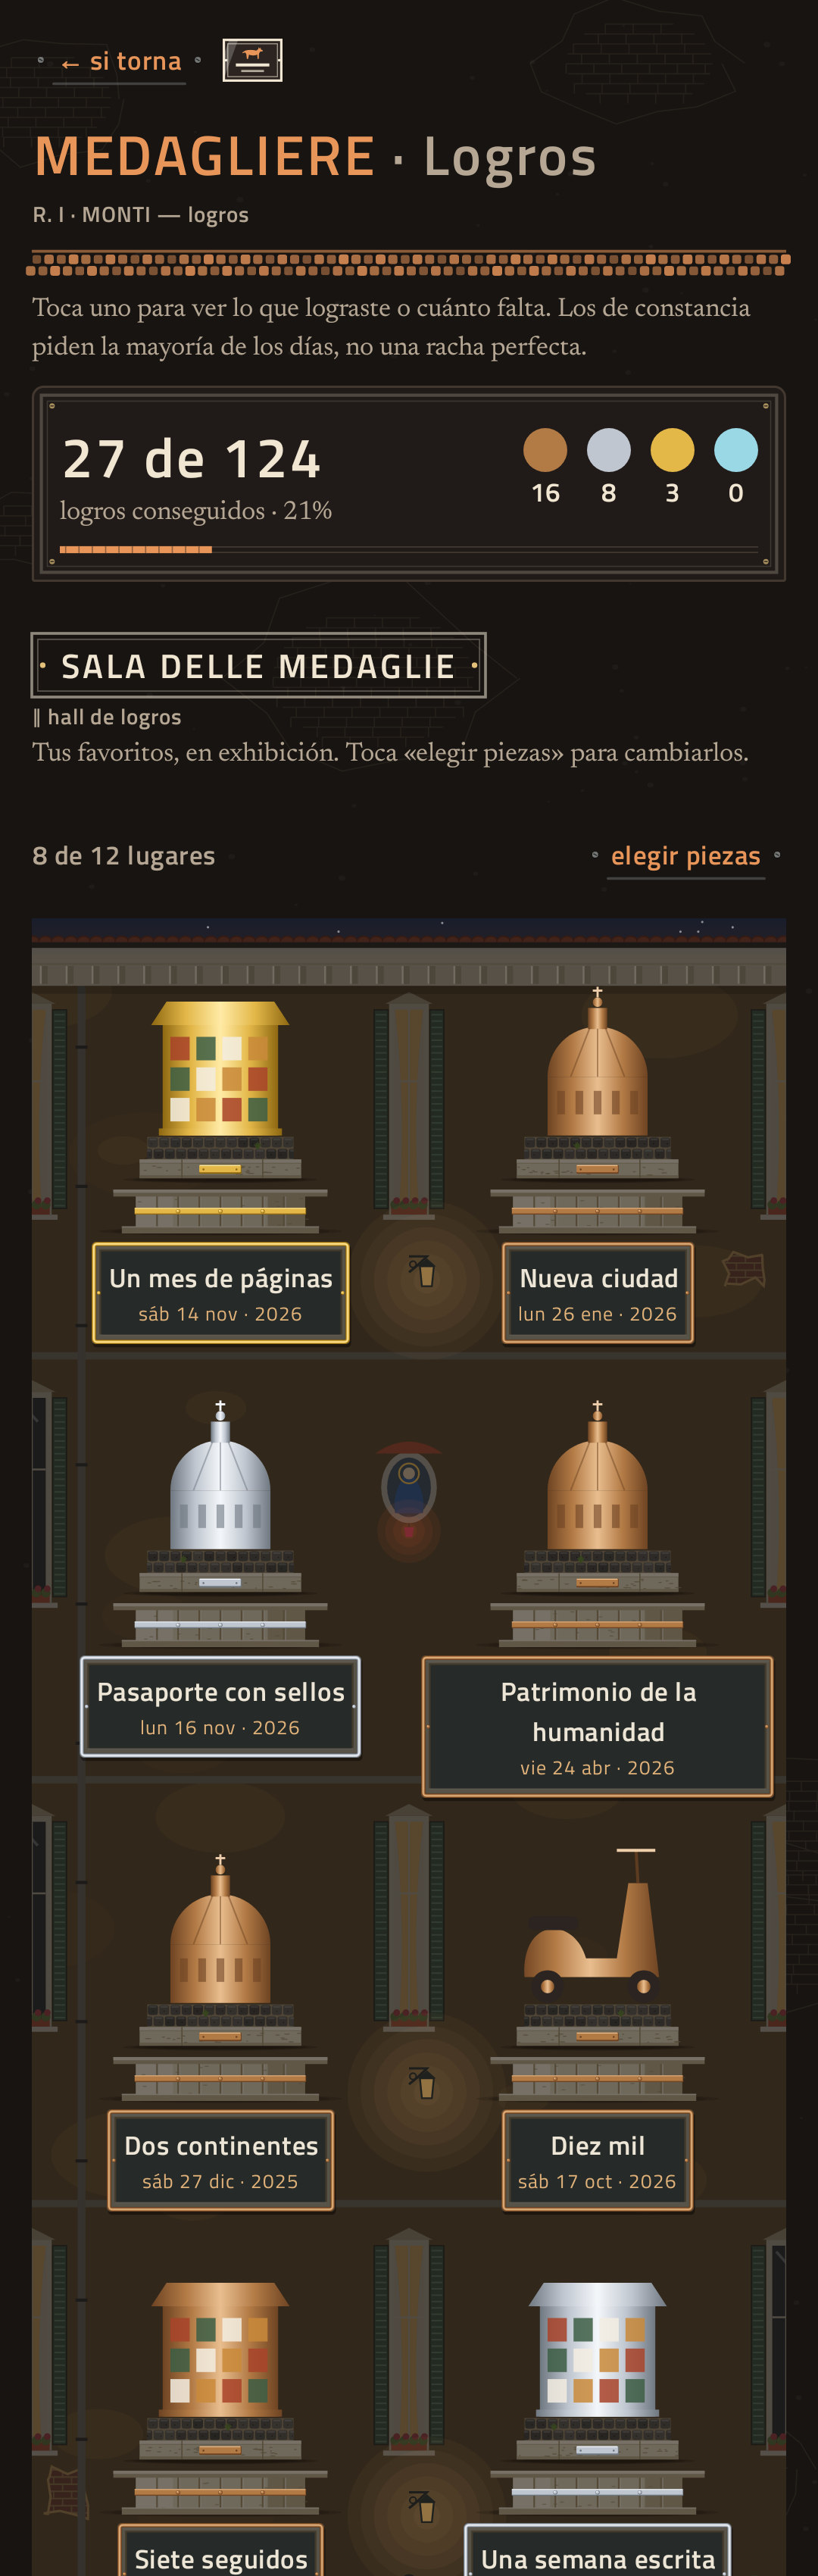 ← si torna
MEDAGLIERE · Logros
R. I · MONTI — logros
Toca uno para ver lo que lograste o cuánto falta. Los de constancia
piden la mayoría de los días, no una racha perfecta.
27 de 124
logros conseguidos · 21%
16 8 3 0
SALA DELLE MEDAGLIE
‖ hall de logros
Tus favoritos, en exhibición. Toca «elegir piezas» para cambiarlos.
8 de 12 lugares
elegir piezas
Un mes de páginas
sáb 14 nov · 2026
Nueva ciudad
lun 26 ene · 2026
Pasaporte con sellos
lun 16 nov · 2026
Patrimonio de la
humanidad
vie 24 abr · 2026
Dos continentes
sáb 27 dic · 2025
Diez mil
sáb 17 oct · 2026
Siete seguidos
Una semana escrita